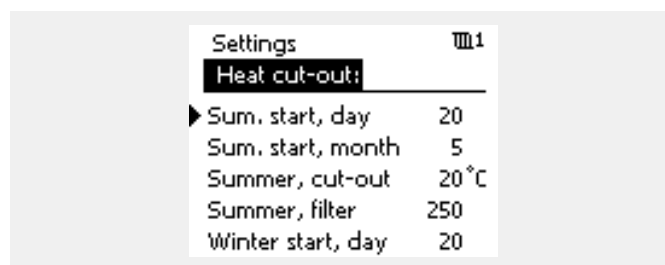 Settings 1
Heat cut-out:
Sum. start, day 20
Sum. start, month 5
Summer, cut-out 20°C
Summer, filter 250
Winter start, day 20